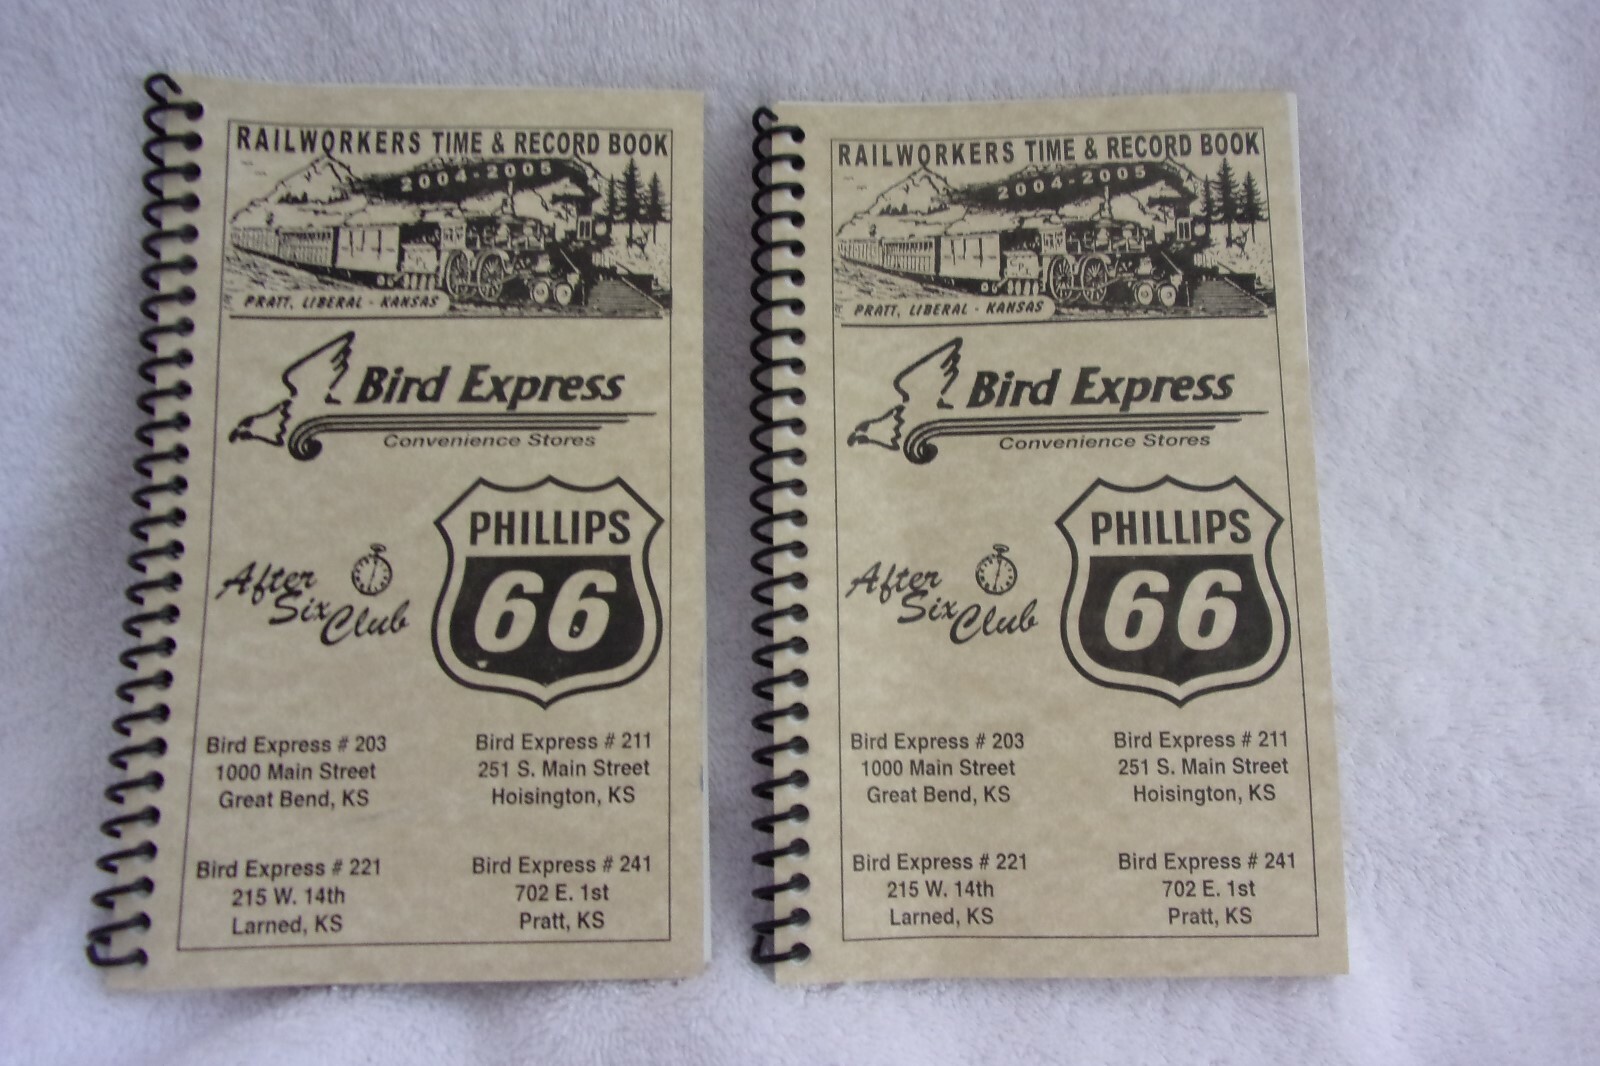 RAILWORKERS TIME & RECORD BOOK
2004-2005
PRATT, LIBERAL - KANSAS
Bird Express
Convenience Stores
PHILLIPS
66
After
Six
Club
Bird Express # 203
1000 Main Street
Great Bend, KS
Bird Express # 211
251 S. Main Street
Hoisington, KS
Bird Express # 221
215 W. 14th
Larned, KS
Bird Express # 241
702 E. 1st
Pratt, KS
RAILWORKERS TIME & RECORD BOOK
2004-2005
PRATT, LIBERAL - KANSAS
Bird Express
Convenience Stores
PHILLIPS
66
After
Six
Club
Bird Express # 203
1000 Main Street
Great Bend, KS
Bird Express # 211
251 S. Main Street
Hoisington, KS
Bird Express # 221
215 W. 14th
Larned, KS
Bird Express # 241
702 E. 1st
Pratt, KS